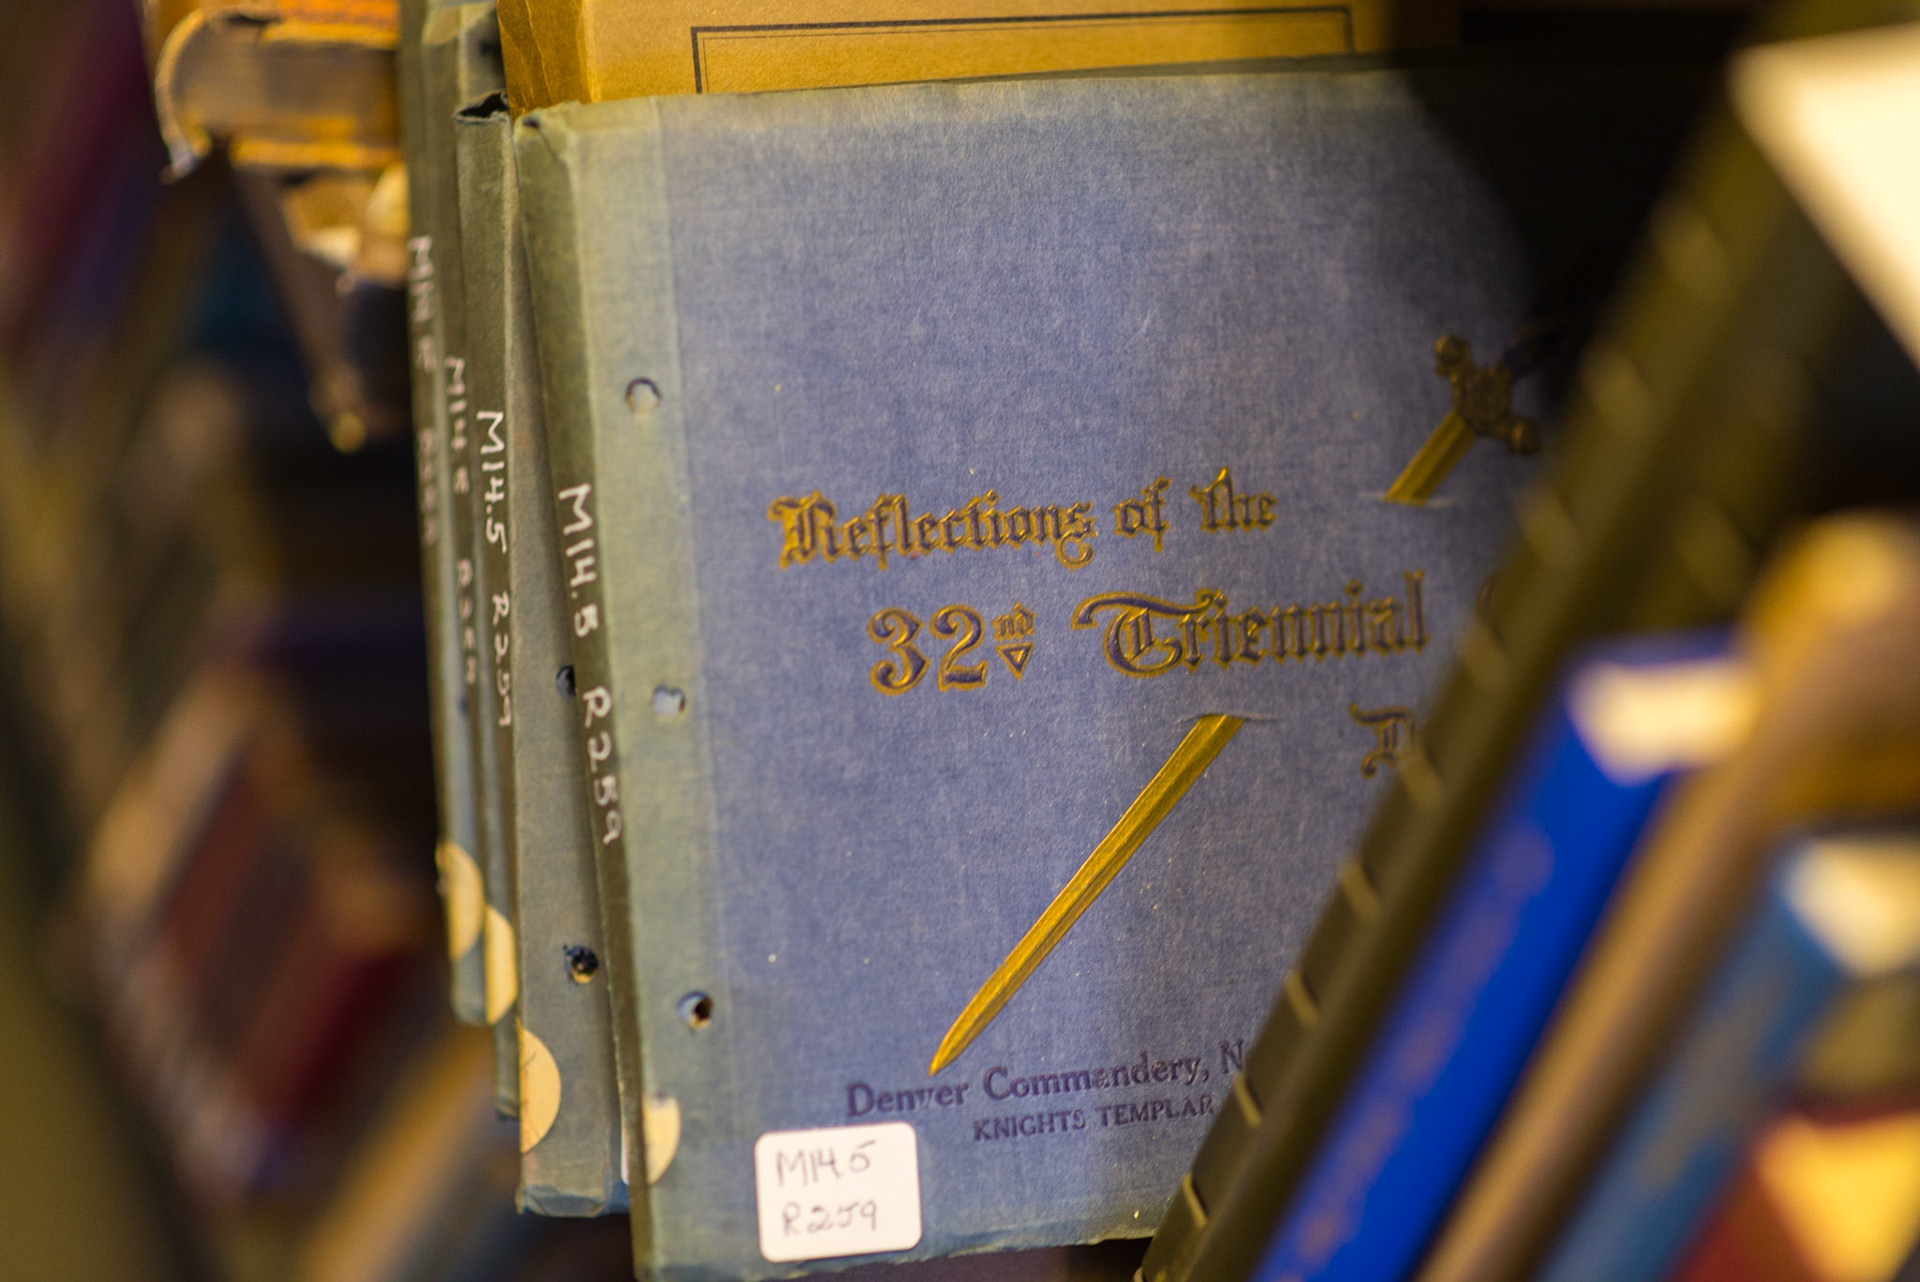 Reflections of the
32nd Triennial
D
Denver Commandery, N
KNIGHTS TEMPLAR
M14.5
R259
M14.5 R259
M14.5 R259